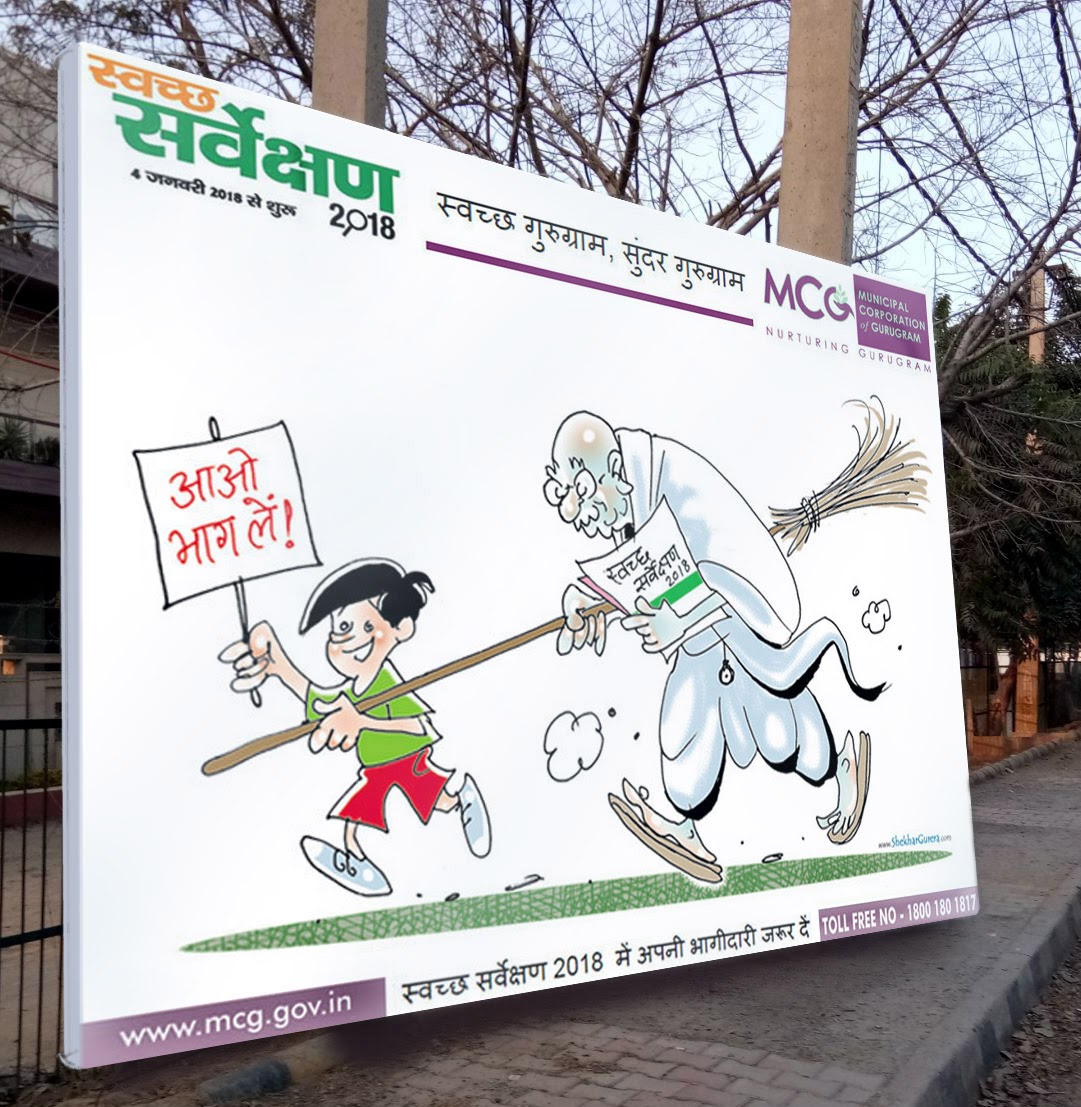 स्वच्छ
सर्वेक्षण
4 जनवरी 2018 से शुरू
2018
स्वच्छ गुरुग्राम, सुंदर गुरुग्राम
MCG
MUNICIPAL
CORPORATION
of GURUGRAM
NURTURING GURUGRAM
आओ
भाग लें!
स्वच्छ
सर्वेक्षण
2018
www.ShekharGurera.com
स्वच्छ सर्वेक्षण 2018 में अपनी भागीदारी जरूर दें
TOLL FREE NO - 1800 180 1817
www.mcg.gov.in